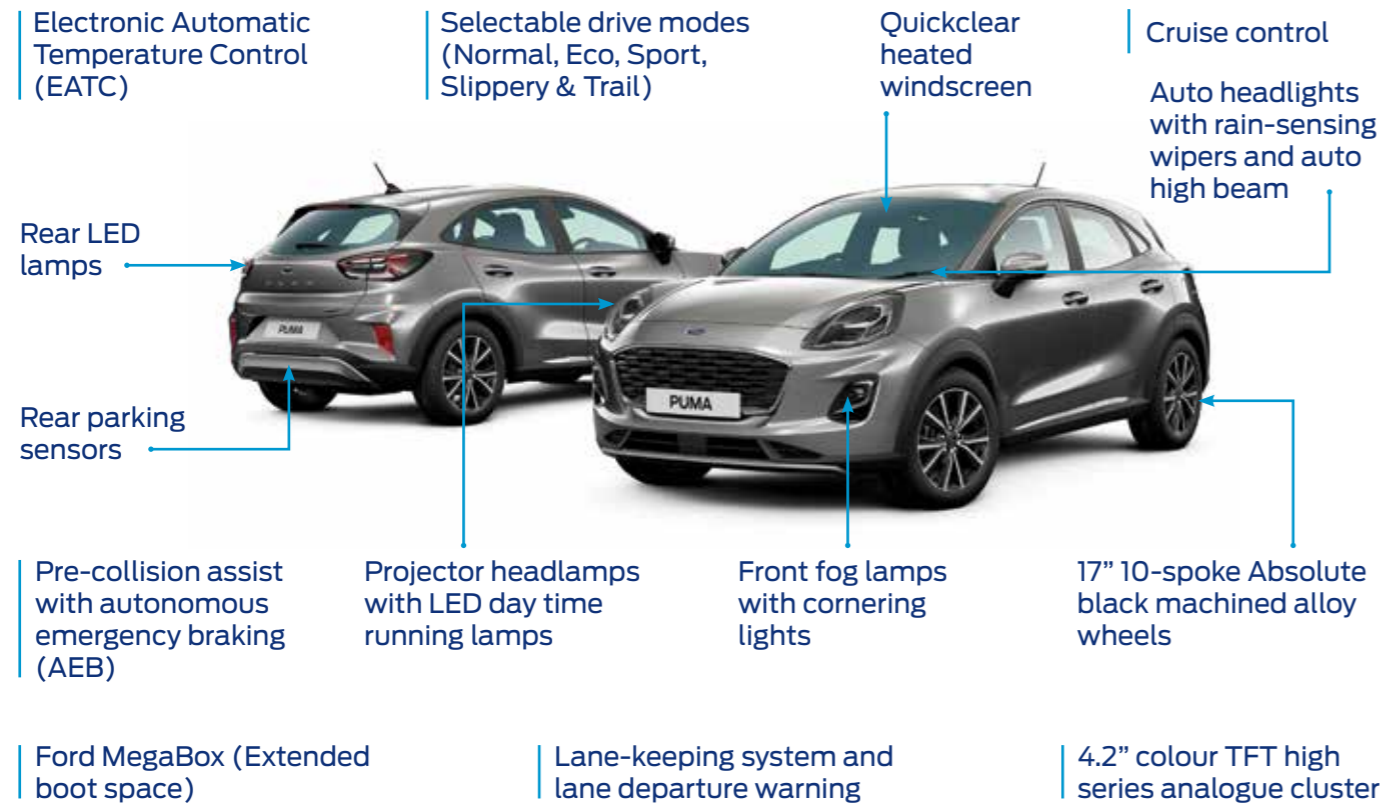 Electronic Automatic
Temperature Control
(EATC)
Selectable drive modes
(Normal, Eco, Sport,
Slippery & Trail)
Quickclear
heated
windscreen
Cruise control
Auto headlights
with rain-sensing
wipers and auto
high beam
Rear LED
lamps
PUMA
PUMA
PUMA
Rear parking
sensors
Pre-collision assist
with autonomous
emergency braking
(AEB)
Projector headlamps
with LED day time
running lamps
Front fog lamps
with cornering
lights
17” 10-spoke Absolute
black machined alloy
wheels
Ford MegaBox (Extended
boot space)
Lane-keeping system and
lane departure warning
4.2” colour TFT high
series analogue cluster